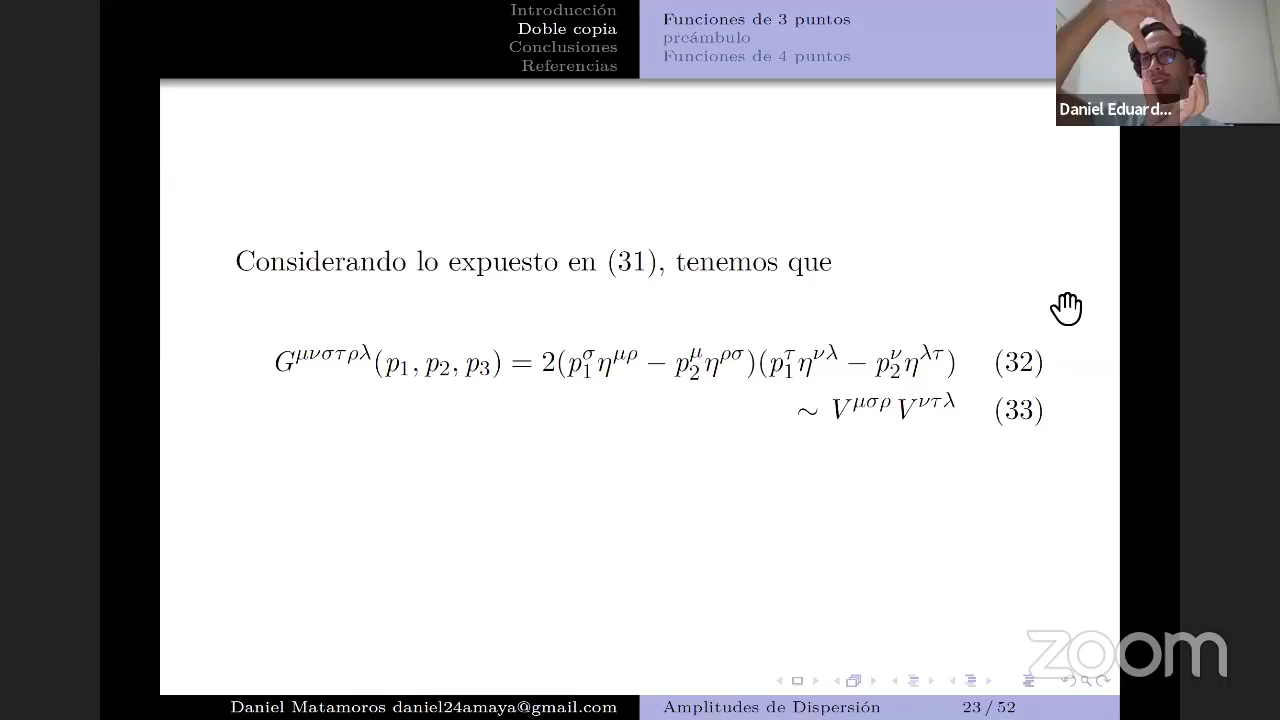 Introducción
Doble copia
Conclusiones
Referencias
Funciones de 3 puntos
preámbulo
Funciones de 4 puntos
Daniel Eduard...
Considerando lo expuesto en (31), tenemos que
G^{μνστρλ}(p_1, p_2, p_3) = 2(p_1^σ η^{μρ} − p_2^μ η^{ρσ})(p_1^τ η^{νλ} − p_2^ν η^{λτ}) (32)
∼ V^{μσρ} V^{ντλ} (33)
zoom
Daniel Matamoros daniel24amaya@gmail.com
Amplitudes de Dispersión
23 / 52